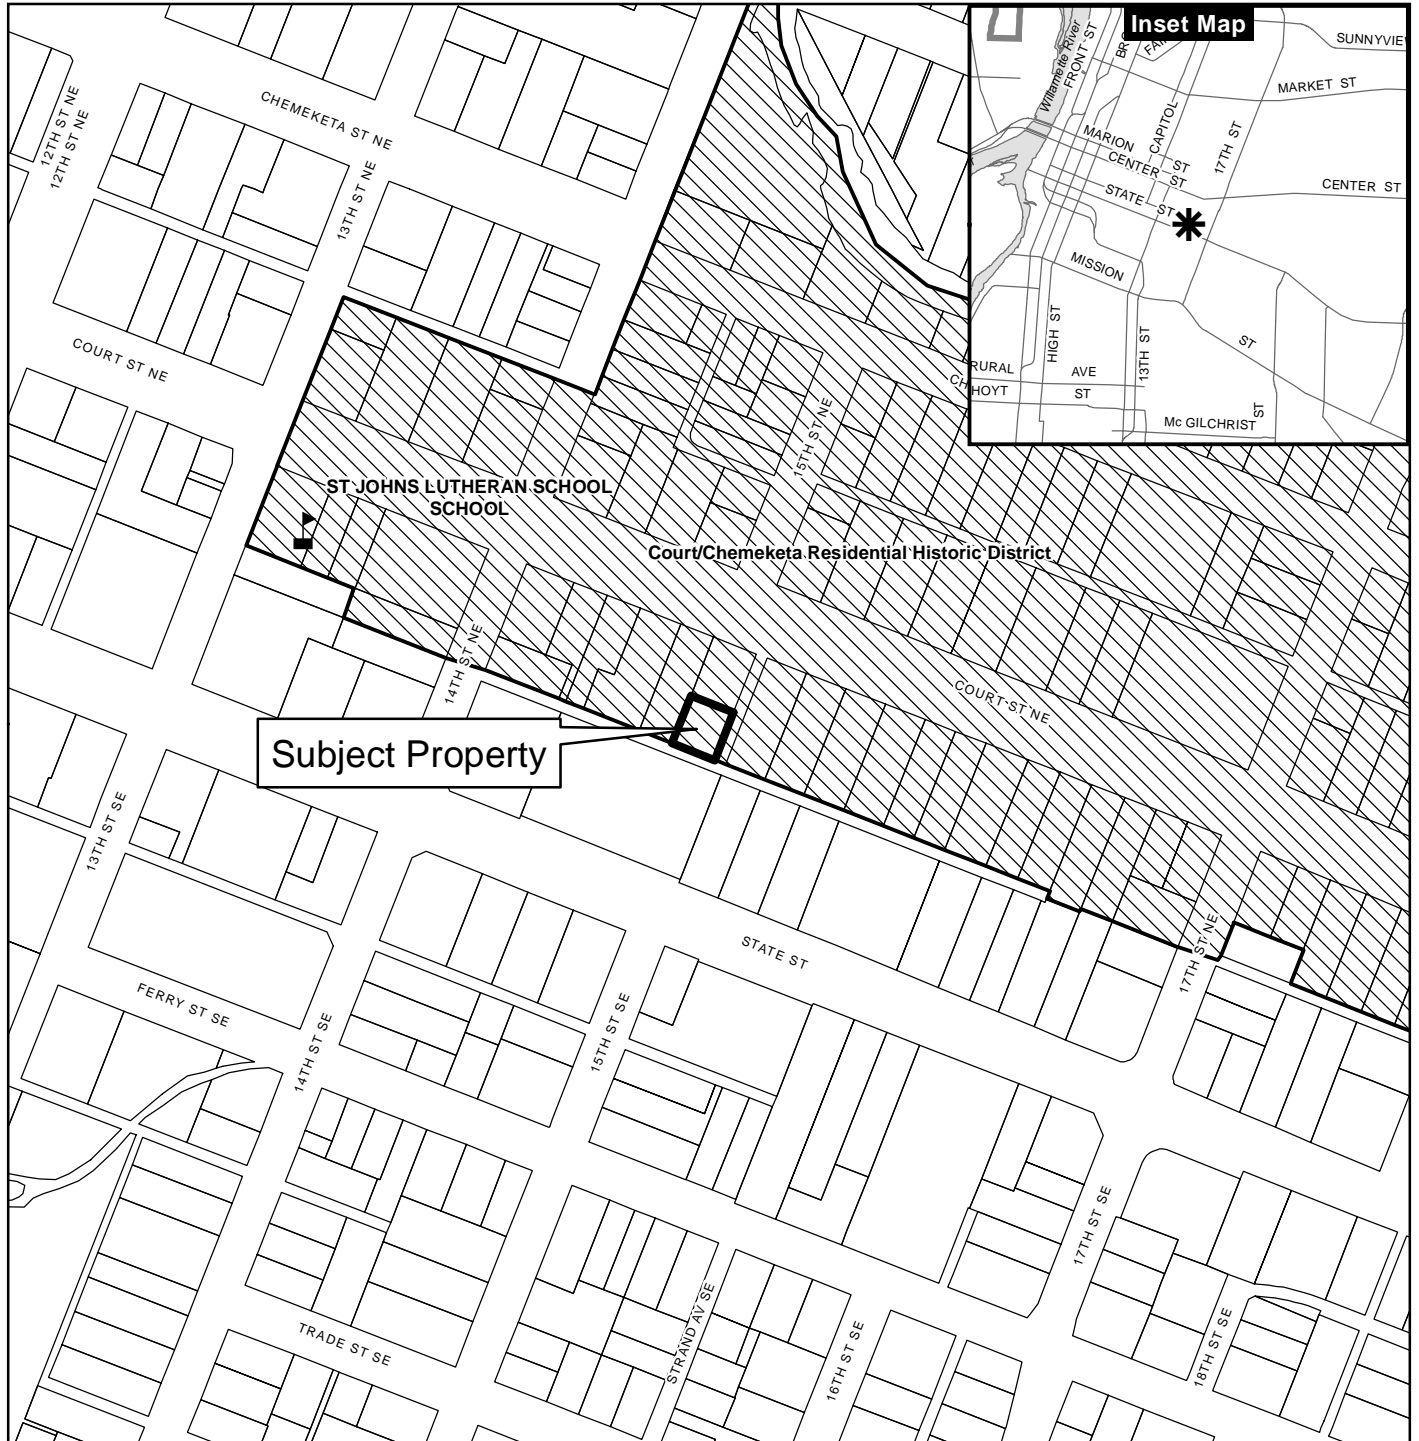 Inset Map
SUNNYVIE
BRO
FAI
FRONT ST
Willamette River
MARKET ST
CAPITOL
ST
17TH ST
MARION
CENTER ST
CENTER ST
STATE ST
MISSION
ST
HIGH ST
13TH ST
RURAL AVE
HOYT ST
ST
Mc GILCHRIST
12TH ST NE
12TH ST NE
CHEMEKETA ST NE
13TH ST NE
COURT ST NE
CH
15TH ST NE
ST JOHNS LUTHERAN SCHOOL
SCHOOL
Court/Chemeketa Residential Historic District
14TH ST NE
COURT ST NE
Subject Property
13TH ST SE
STATE ST
17TH ST NE
FERRY ST SE
14TH ST SE
15TH ST SE
17TH ST SE
TRADE ST SE
STRAND AV SE
16TH ST SE
18TH ST SE